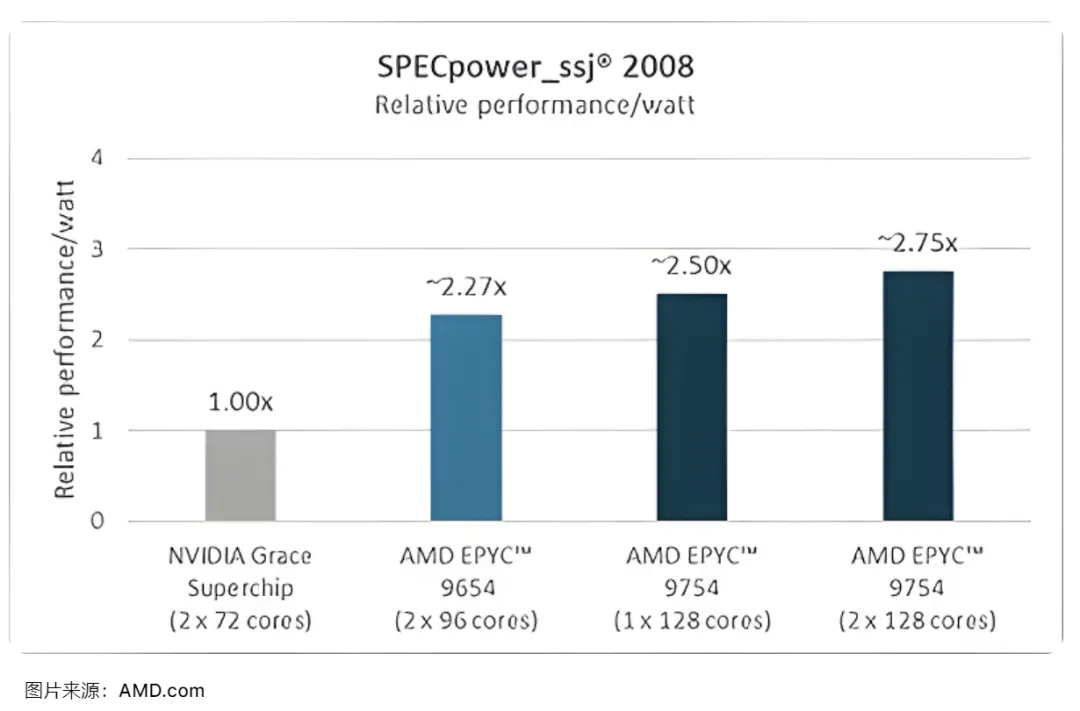 SPECpower_ssj® 2008
Relative performance/watt
Relative performance/watt
4
3
2
1
0
1.00x
~2.27x
~2.50x
~2.75x
NVIDIA Grace
Superchip
(2 x 72 cores)
AMD EPYC™
9654
(2 x 96 cores)
AMD EPYC™
9754
(1 x 128 cores)
AMD EPYC™
9754
(2 x 128 cores)
图片来源：AMD.com